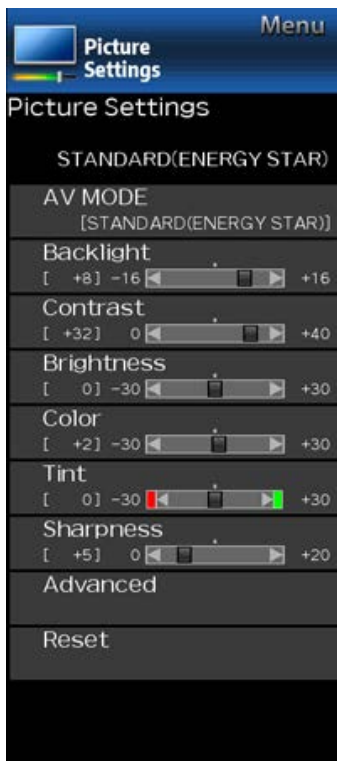 Menu
Picture
Settings
Picture Settings
STANDARD(ENERGY STAR)
AV MODE
[STANDARD(ENERGY STAR)]
Backlight
[ +8] -16 +16
Contrast
[ +32] 0 +40
Brightness
[ 0] -30 +30
Color
[ +2] -30 +30
Tint
[ 0] -30 +30
Sharpness
[ +5] 0 +20
Advanced
Reset